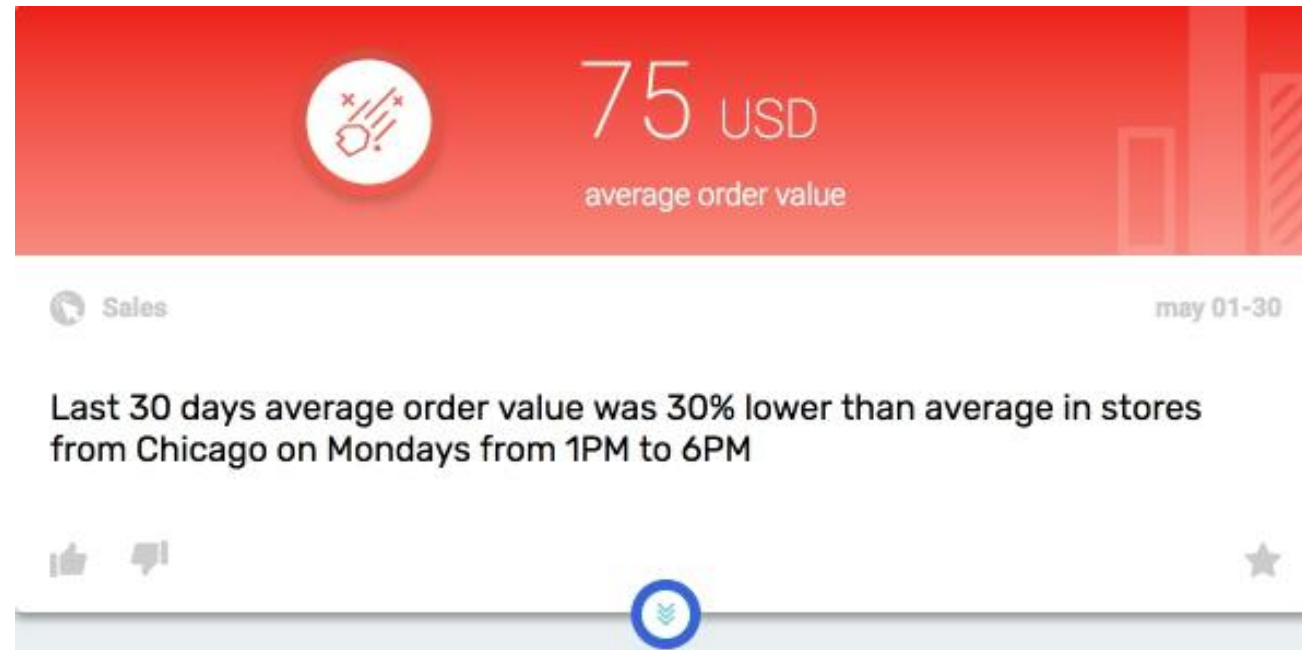 75 USD
average order value
Sales
may 01-30
Last 30 days average order value was 30% lower than average in stores
from Chicago on Mondays from 1PM to 6PM